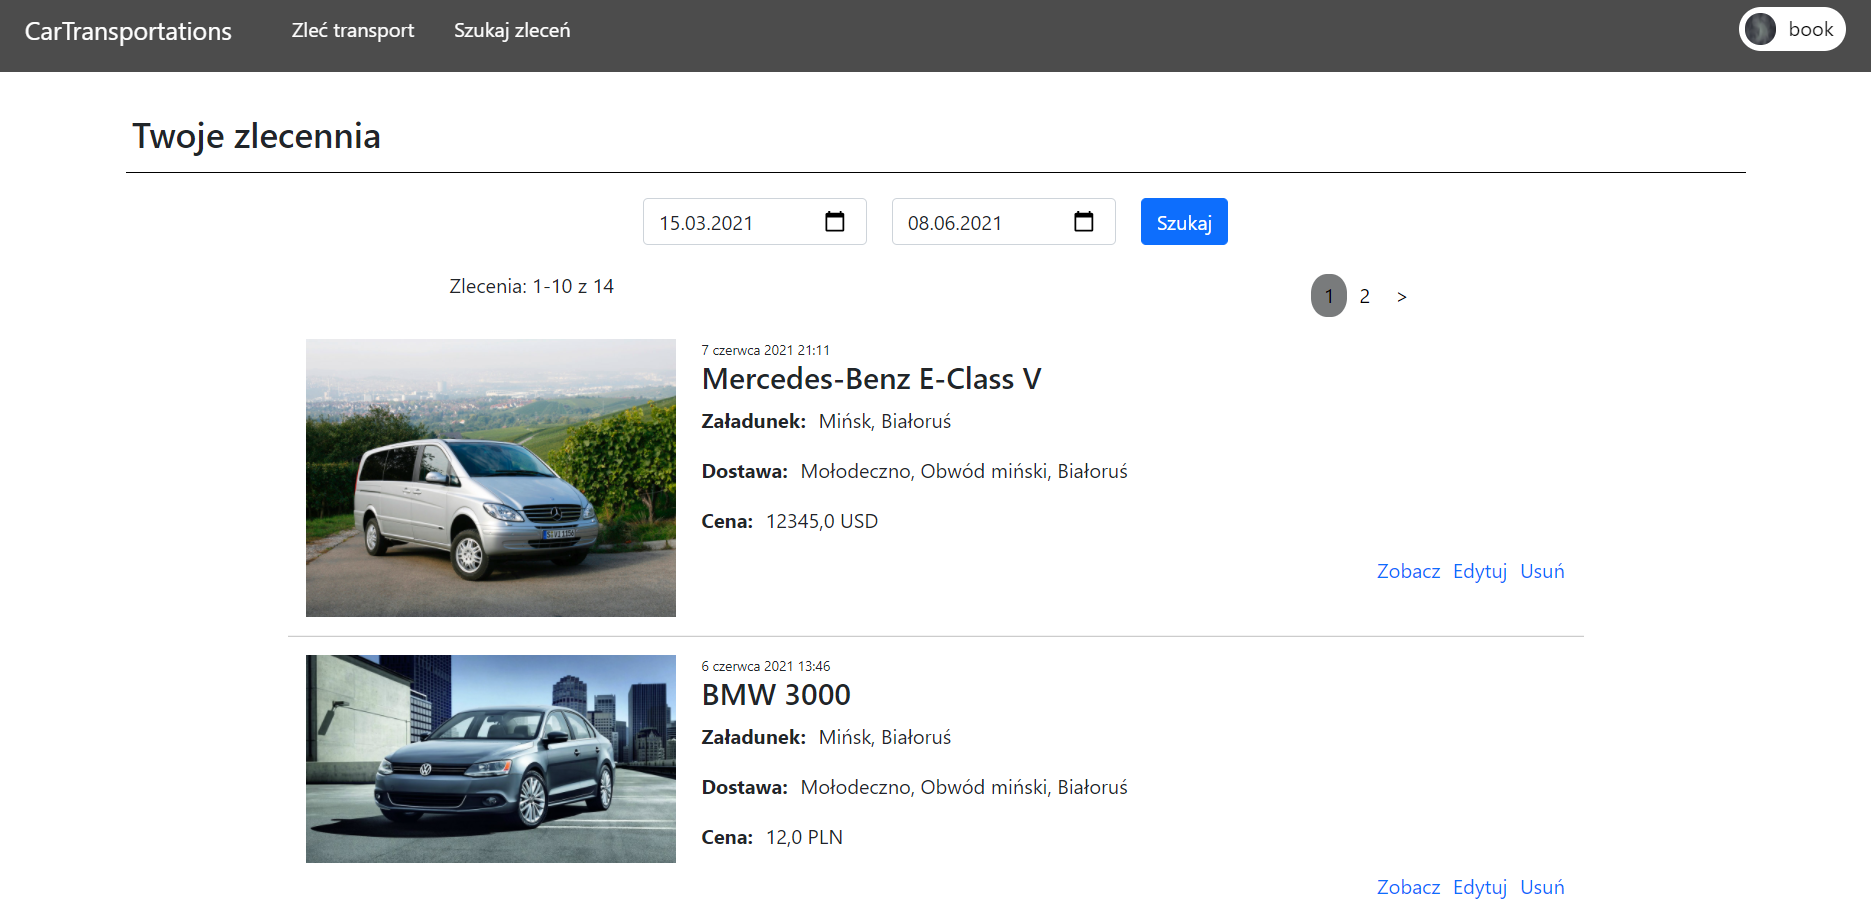 CarTransportations Zleć transport Szukaj zleceń book
Twoje zlecennia
15.03.2021 08.06.2021 Szukaj
Zlecenia: 1-10 z 14 1 2 >
7 czerwca 2021 21:11
Mercedes-Benz E-Class V
Załadunek: Mińsk, Białoruś
Dostawa: Mołodeczno, Obwód miński, Białoruś
Cena: 12345,0 USD
Zobacz Edytuj Usuń
6 czerwca 2021 13:46
BMW 3000
Załadunek: Mińsk, Białoruś
Dostawa: Mołodeczno, Obwód miński, Białoruś
Cena: 12,0 PLN
Zobacz Edytuj Usuń